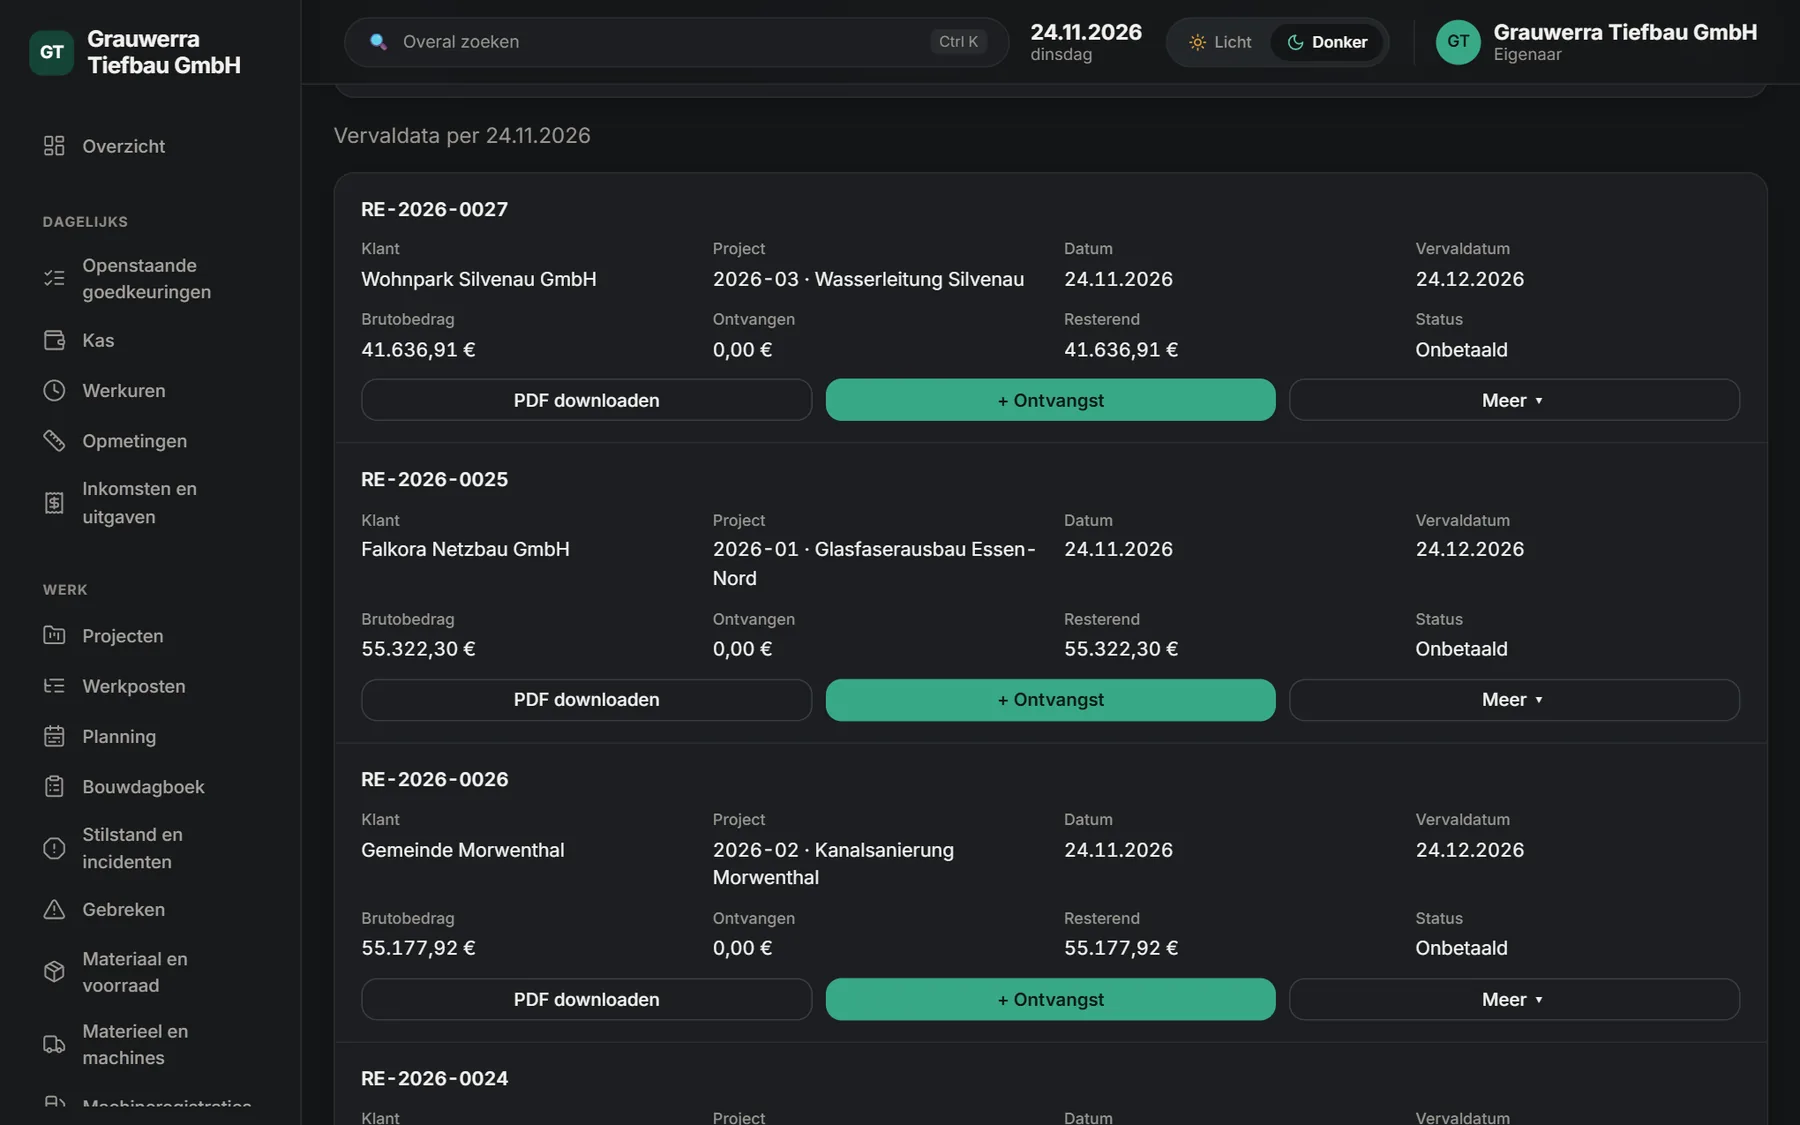 GT
Grauwerra
Tiefbau GmbH
Overzicht
DAGELIJKS
Openstaande
goedkeuringen
Kas
Werkuren
Opmetingen
Inkomsten en
uitgaven
WERK
Projecten
Werkposten
Planning
Bouwdagboek
Stilstand en
incidenten
Gebreken
Materiaal en
voorraad
Materieel en
machines
Machineregistraties
Overal zoeken
Ctrl K
24.11.2026
dinsdag
Licht
Donker
GT
Grauwerra Tiefbau GmbH
Eigenaar
Vervaldata per 24.11.2026
RE-2026-0027
Klant Project Datum Vervaldatum
Wohnpark Silvenau GmbH 2026-03 · Wasserleitung Silvenau 24.11.2026 24.12.2026
Brutobedrag Ontvangen Resterend Status
41.636,91 € 0,00 € 41.636,91 € Onbetaald
PDF downloaden + Ontvangst Meer ▾
RE-2026-0025
Klant Project Datum Vervaldatum
Falkora Netzbau GmbH 2026-01 · Glasfaserausbau Essen- 24.11.2026 24.12.2026
Nord
Brutobedrag Ontvangen Resterend Status
55.322,30 € 0,00 € 55.322,30 € Onbetaald
PDF downloaden + Ontvangst Meer ▾
RE-2026-0026
Klant Project Datum Vervaldatum
Gemeinde Morwenthal 2026-02 · Kanalsanierung 24.11.2026 24.12.2026
Morwenthal
Brutobedrag Ontvangen Resterend Status
55.177,92 € 0,00 € 55.177,92 € Onbetaald
PDF downloaden + Ontvangst Meer ▾
RE-2026-0024
Klant Project Datum Vervaldatum